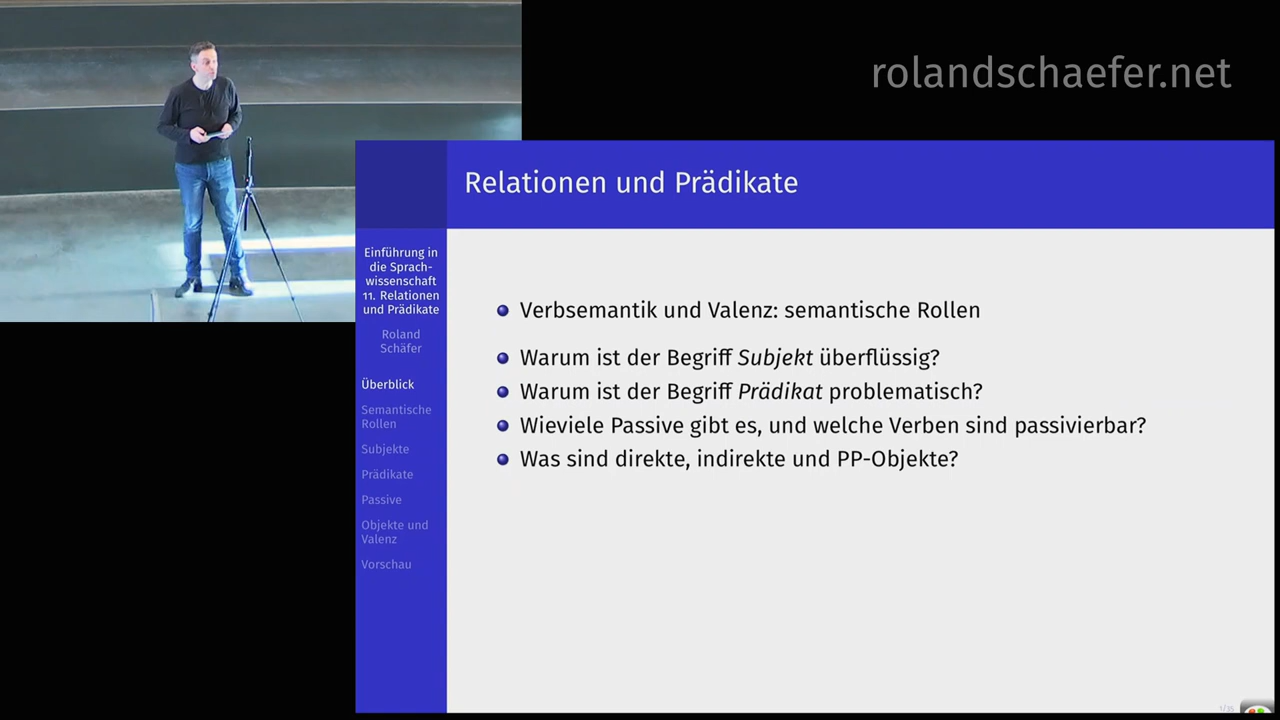 rolandschaefer.net
Relationen und Prädikate
Einführung in
die Sprach-
wissenschaft
11. Relationen
und Prädikate
Roland
Schäfer
Überblick
Semantische
Rollen
Subjekte
Prädikate
Passive
Objekte und
Valenz
Vorschau
Verbsemantik und Valenz: semantische Rollen
Warum ist der Begriff Subjekt überflüssig?
Warum ist der Begriff Prädikat problematisch?
Wieviele Passive gibt es, und welche Verben sind passivierbar?
Was sind direkte, indirekte und PP-Objekte?